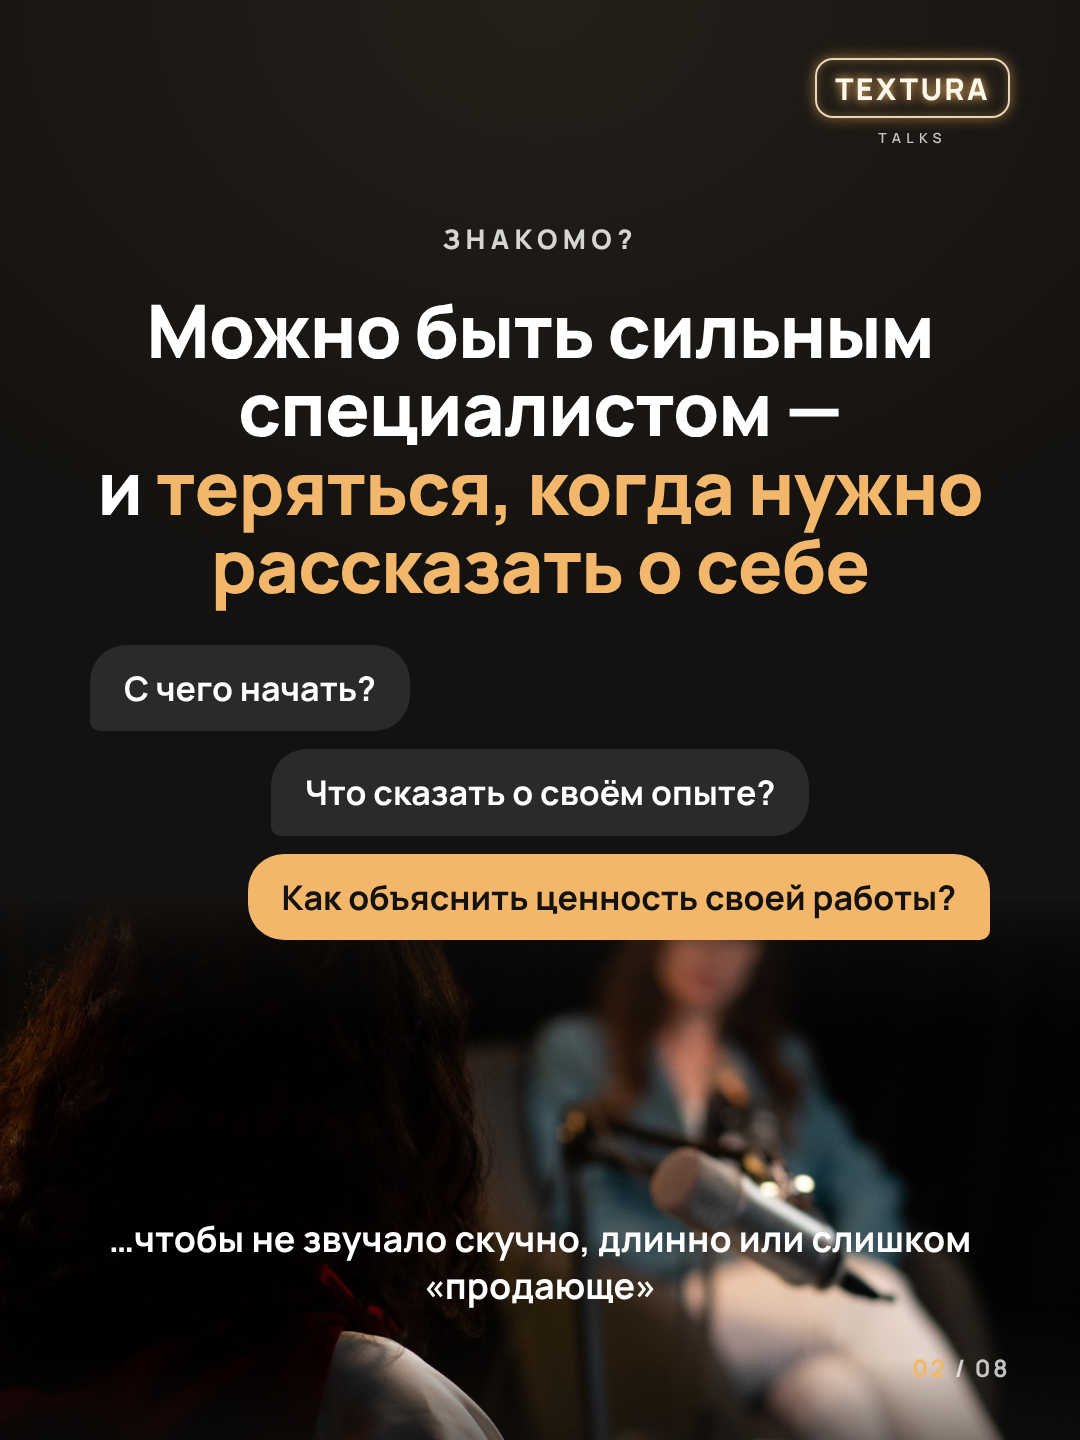 TEXTURA
TALKS
ЗНАКОМО?
Можно быть сильным
специалистом —
и теряться, когда нужно
рассказать о себе
С чего начать?
Что сказать о своём опыте?
Как объяснить ценность своей работы?
...чтобы не звучало скучно, длинно или слишком
«продающе»
02 / 08